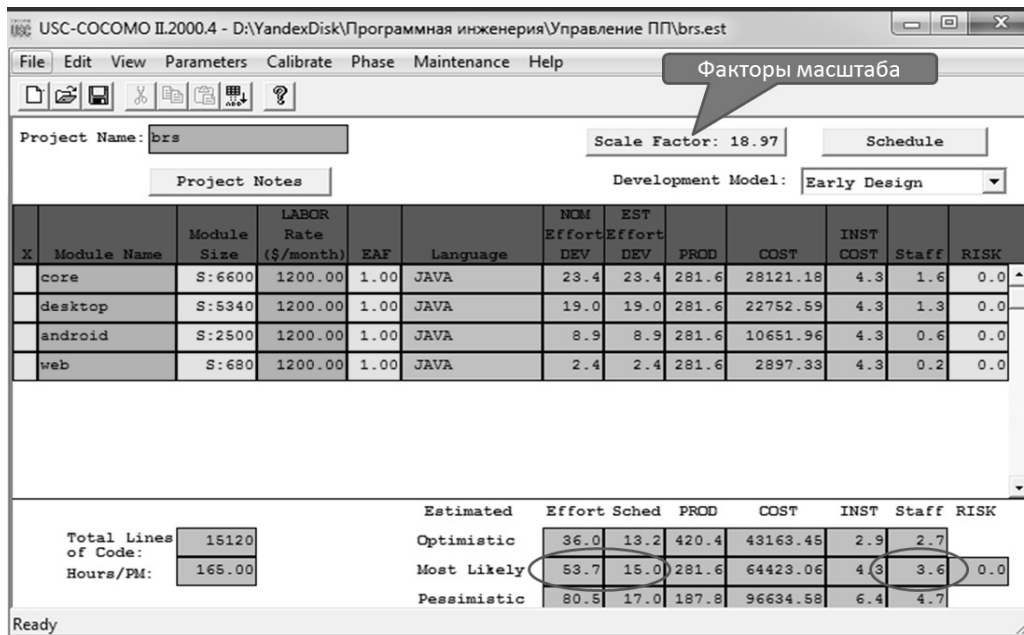 USC-COCOMO II.2000.4 - D:\YandexDisk\Программная инженерия\Управление ПП\brs.est
File Edit View Parameters Calibrate Phase Maintenance Help
Факторы масштаба
Project Name: brs
Scale Factor: 18.97 Schedule
Project Notes
Development Model: Early Design
X Module Name Module Size LABOR Rate ($/month) EAF Language NOM Effort DEV EST Effort DEV PROD COST INST COST Staff RISK
core S:6600 1200.00 1.00 JAVA 23.4 23.4 281.6 28121.18 4.3 1.6 0.0
desktop S:5340 1200.00 1.00 JAVA 19.0 19.0 281.6 22752.59 4.3 1.3 0.0
android S:2500 1200.00 1.00 JAVA 8.9 8.9 281.6 10651.96 4.3 0.6 0.0
web S:680 1200.00 1.00 JAVA 2.4 2.4 281.6 2897.33 4.3 0.2 0.0
Estimated Effort Sched PROD COST INST Staff RISK
Total Lines of Code: 15120 Optimistic 36.0 13.2 420.4 43163.45 2.9 2.7
Hours/PM: 165.00 Most Likely 53.7 15.0 281.6 64423.06 4.3 3.6 0.0
Pessimistic 80.5 17.0 187.8 96634.58 6.4 4.7
Ready